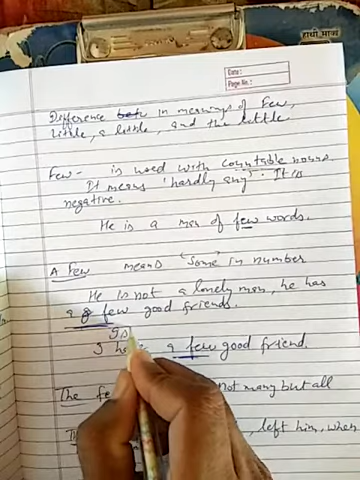 हाथी मार्का
Date :
Page No. :
Difference in meanings of Few,
little, a little, and the little
Few - is used with countable nouns.
It means 'hardly any'. It is
negative.
He is a man of few words.
A Few means 'some' in number
He is not a lonely man, he has
a few good friends.
I a few good friend.
The not many but all
, left him, when